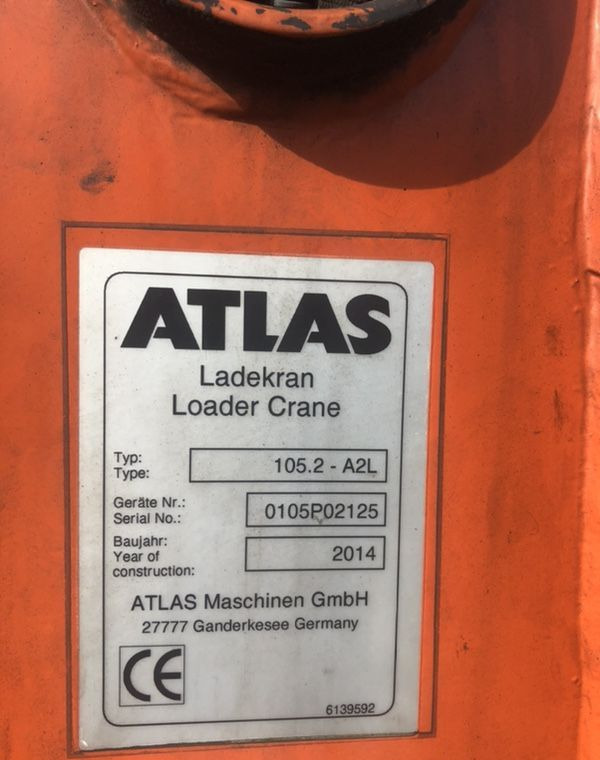 ATLAS
Ladekran
Loader Crane
Typ:
Type: 105.2 - A2L
Geräte Nr.:
Serial No.: 0105P02125
Baujahr:
Year of 2014
construction:
ATLAS Maschinen GmbH
27777 Ganderkesee Germany
CE
6139592